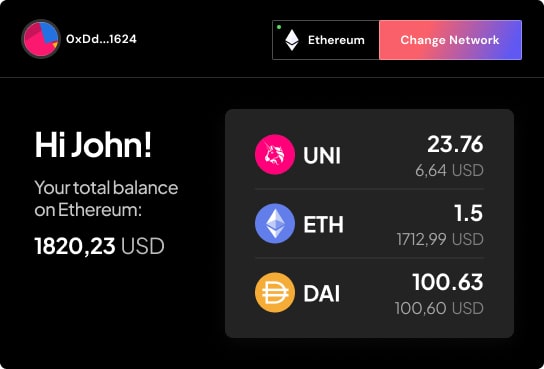 0xDd...1624
Ethereum
Change Network
Hi John!
Your total balance
on Ethereum:
1820,23 USD
UNI
23.76
6,64 USD
ETH
1.5
1712,99 USD
DAI
100.63
100,60 USD